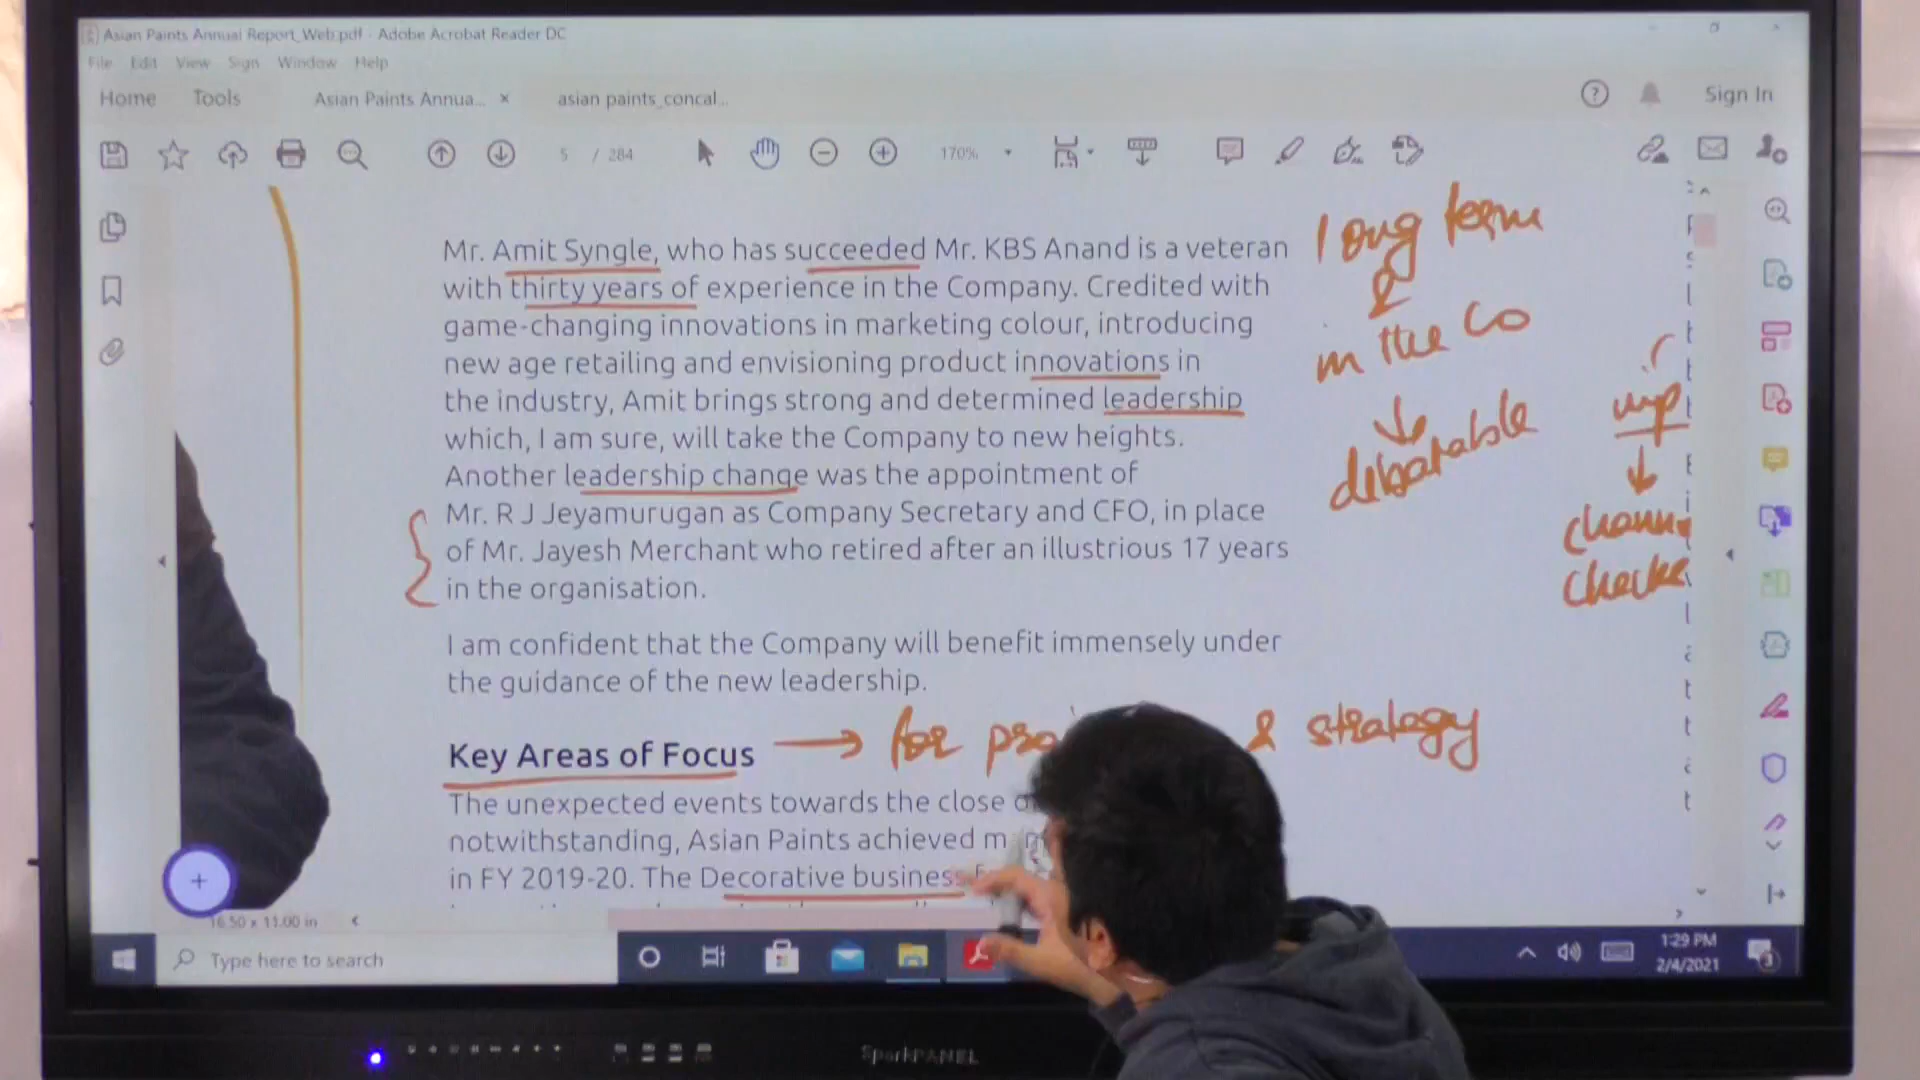 Asian Paints Annual Report_Web.pdf - Adobe Acrobat Reader DC
File Edit View Sign Window Help
Home Tools Asian Paints Annua... × asian paints_concal... Sign In
5 / 284 170%
Mr. Amit Syngle, who has succeeded Mr. KBS Anand is a veteran
with thirty years of experience in the Company. Credited with
game-changing innovations in marketing colour, introducing
new age retailing and envisioning product innovations in
the industry, Amit brings strong and determined leadership
which, I am sure, will take the Company to new heights.
Another leadership change was the appointment of
Mr. R J Jeyamurugan as Company Secretary and CFO, in place
of Mr. Jayesh Merchant who retired after an illustrious 17 years
in the organisation.
I am confident that the Company will benefit immensely under
the guidance of the new leadership.
long term
in the Co
imp
Key Areas of Focus → for & strategy
The unexpected events towards the close
notwithstanding, Asian Paints achieved
in FY 2019-20. The Decorative business
16.50 x 11.00 in
Type here to search
1:29 PM
2/4/2021
3
SparkPANEL